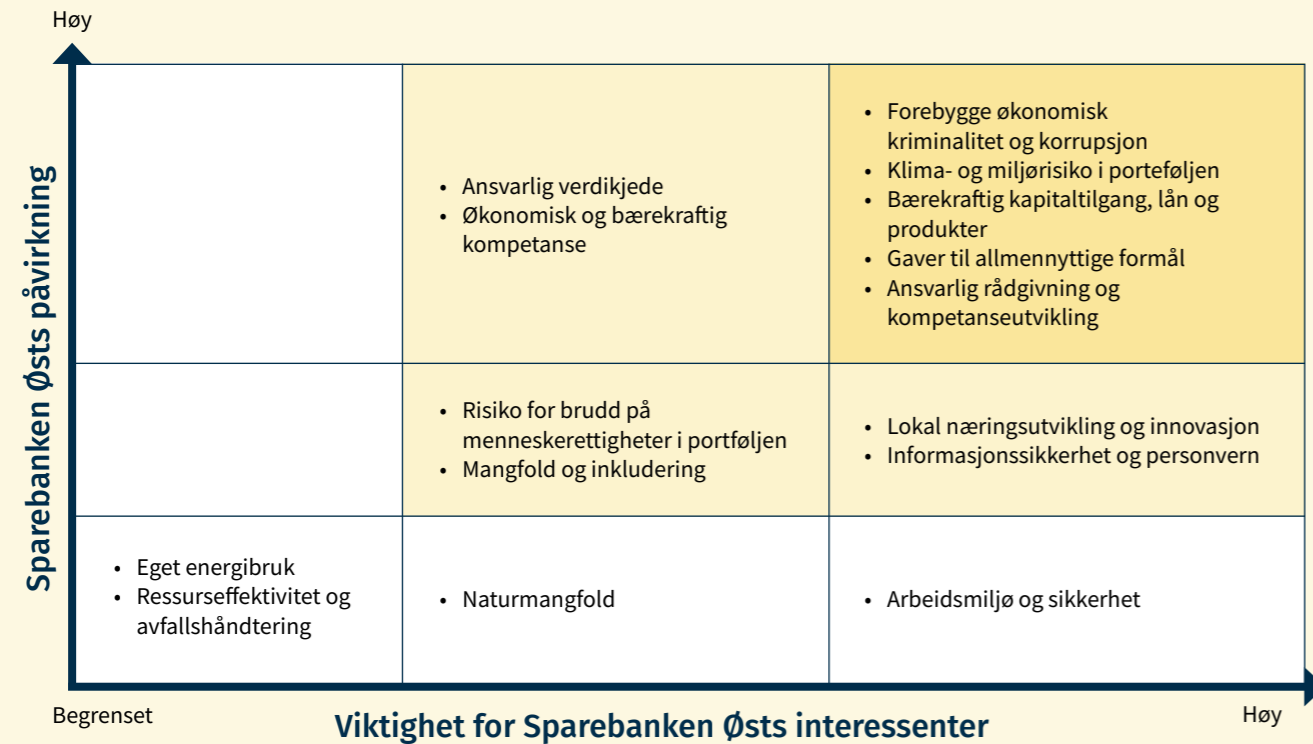 Høy
Sparebanken Østs påvirkning
• Ansvarlig verdikjede
• Økonomisk og bærekraftig
kompetanse
• Forebygge økonomisk
kriminalitet og korrupsjon
• Klima- og miljørisiko i porteføljen
• Bærekraftig kapitaltilgang, lån og
produkter
• Gaver til allmennyttige formål
• Ansvarlig rådgivning og
kompetanseutvikling
• Risiko for brudd på
menneskerettigheter i portføljen
• Mangfold og inkludering
• Lokal næringsutvikling og innovasjon
• Informasjonssikkerhet og personvern
• Eget energibruk
• Ressurseffektivitet og
avfallshåndtering
• Naturmangfold
• Arbeidsmiljø og sikkerhet
Begrenset
Viktighet for Sparebanken Østs interessenter
Høy